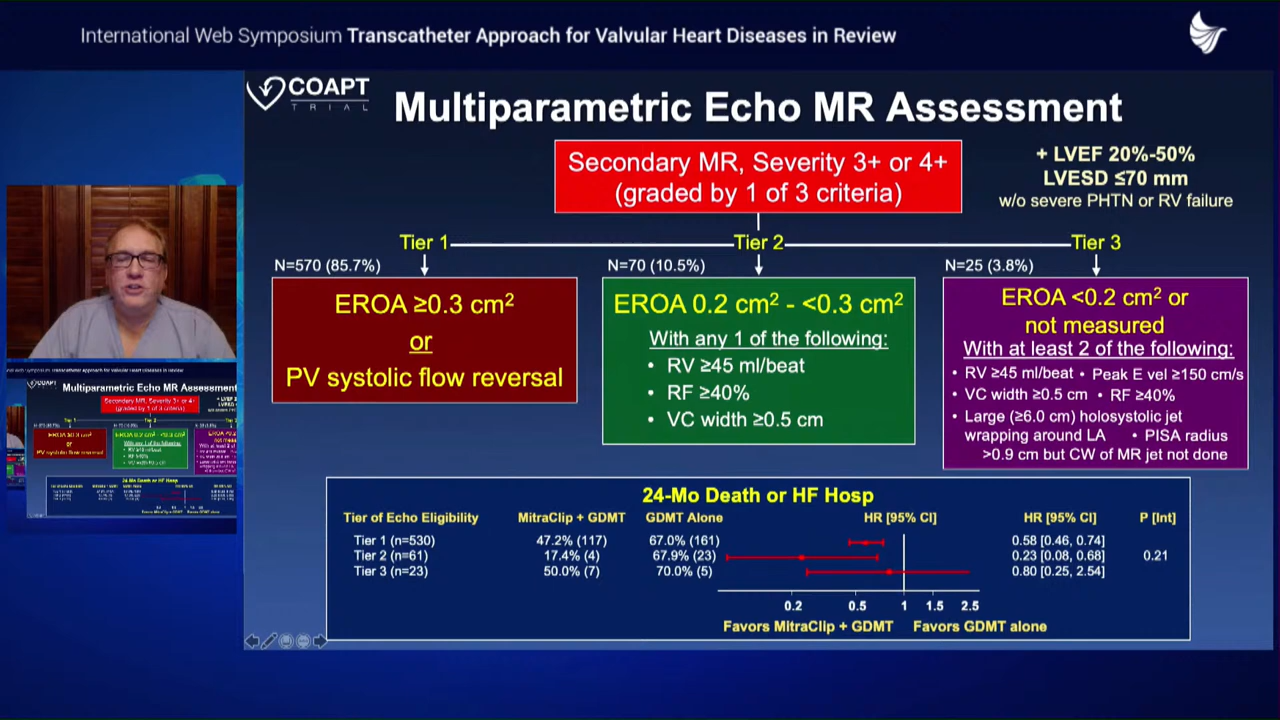 International Web Symposium Transcatheter Approach for Valvular Heart Diseases in Review
COAPT
TRIAL
Multiparametric Echo MR Assessment
Secondary MR, Severity 3+ or 4+
(graded by 1 of 3 criteria)
+ LVEF 20%-50%
LVESD ≤70 mm
w/o severe PHTN or RV failure
Tier 1
Tier 2
Tier 3
N=570 (85.7%)
N=70 (10.5%)
N=25 (3.8%)
EROA ≥0.3 cm²
or
PV systolic flow reversal
EROA 0.2 cm² - <0.3 cm²
With any 1 of the following:
• RV ≥45 ml/beat
• RF ≥40%
• VC width ≥0.5 cm
EROA <0.2 cm² or
not measured
With at least 2 of the following:
• RV ≥45 ml/beat • Peak E vel ≥150 cm/s
• VC width ≥0.5 cm • RF ≥40%
• Large (≥6.0 cm) holosystolic jet
wrapping around LA • PISA radius
>0.9 cm but CW of MR jet not done
24-Mo Death or HF Hosp
Tier of Echo Eligibility MitraClip + GDMT GDMT Alone HR [95% CI] HR [95% CI] P [Int]
Tier 1 (n=530) 47.2% (117) 67.0% (161) 0.58 [0.46, 0.74]
Tier 2 (n=61) 17.4% (4) 67.9% (23) 0.23 [0.08, 0.68] 0.21
Tier 3 (n=23) 50.0% (7) 70.0% (5) 0.80 [0.25, 2.54]
0.2 0.5 1 1.5 2.5
Favors MitraClip + GDMT Favors GDMT alone